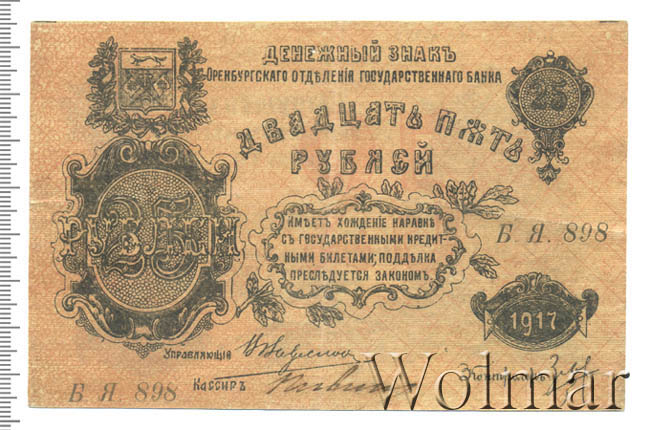 ДЕНЕЖНЫЙ ЗНАКЪ
ОРЕНБУРГСКАГО ОТДѢЛЕНІЯ ГОСУДАРСТВЕННАГО БАНКА
25
ДВАДЦАТЬ ПЯТЬ
РУБЛЕЙ
25
РУБЛЕЙ
ИМѢЕТЪ ХОЖДЕНІЕ НАРАВНѢ
СЪ ГОСУДАРСТВЕННЫМИ КРЕДИТ-
НЫМИ БИЛЕТАМИ; ПОДДѢЛКА
ПРЕСЛѢДУЕТСЯ ЗАКОНОМЪ.
Б Я. 898
1917
УПРАВЛЯЮЩІЙ
КАССИРЪ
Б Я 898
Wolmar